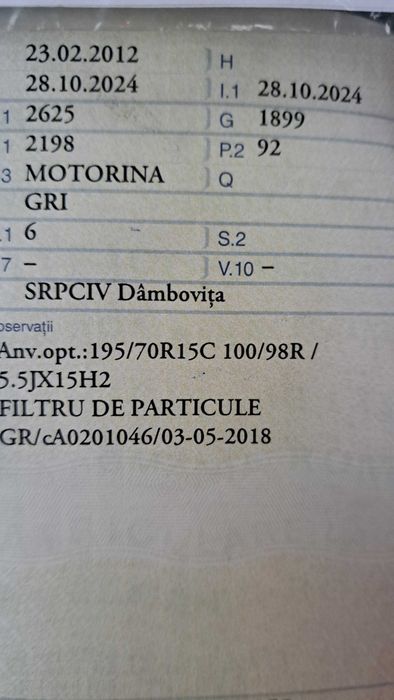 23.02.2012 H
28.10.2024 I.1 28.10.2024
1 2625 G 1899
1 2198 P.2 92
3 MOTORINA Q
GRI
.1 6 S.2
7 – V.10 –
SRPCIV Dâmbovița
oservații
Anv.opt.:195/70R15C 100/98R /
5.5JX15H2
FILTRU DE PARTICULE
GR/cA0201046/03-05-2018